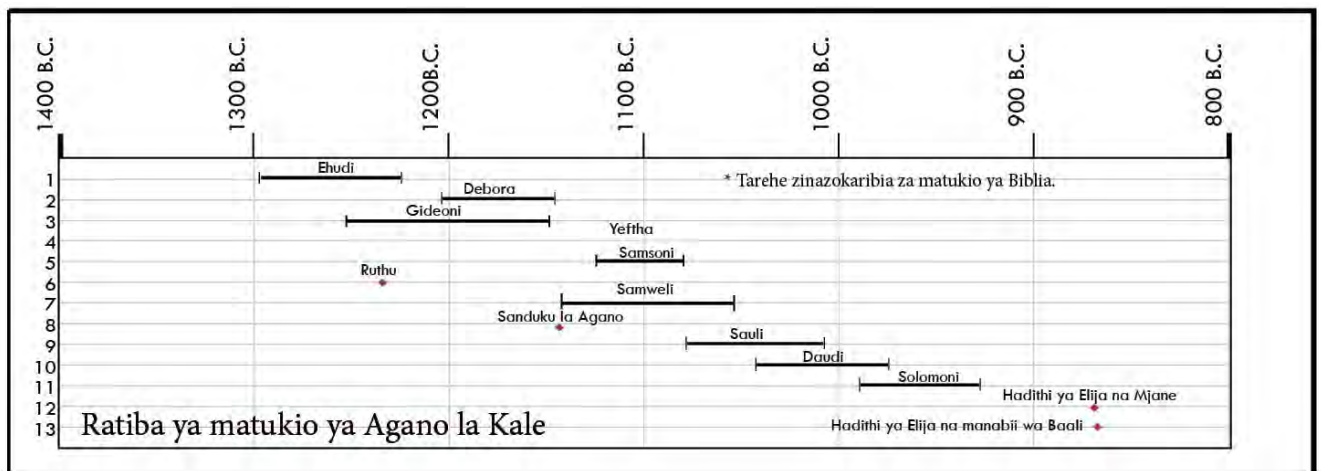 1400 B.C.
1300 B.C.
1200B.C.
1100 B.C.
1000 B.C.
900 B.C.
800 B.C.
1 Ehudi
* Tarehe zinazokaribia za matukio ya Biblia.
2 Debora
3 Gideoni
4 Yeftha
5 Samsoni
6 Ruthu
7 Samweli
8 Sanduku la Agano
9 Sauli
10 Daudi
11 Solomoni
12 Hadithi ya Elija na Mjane
13 Hadithi ya Elija na manabii wa Baali
Ratiba ya matukio ya Agano la Kale